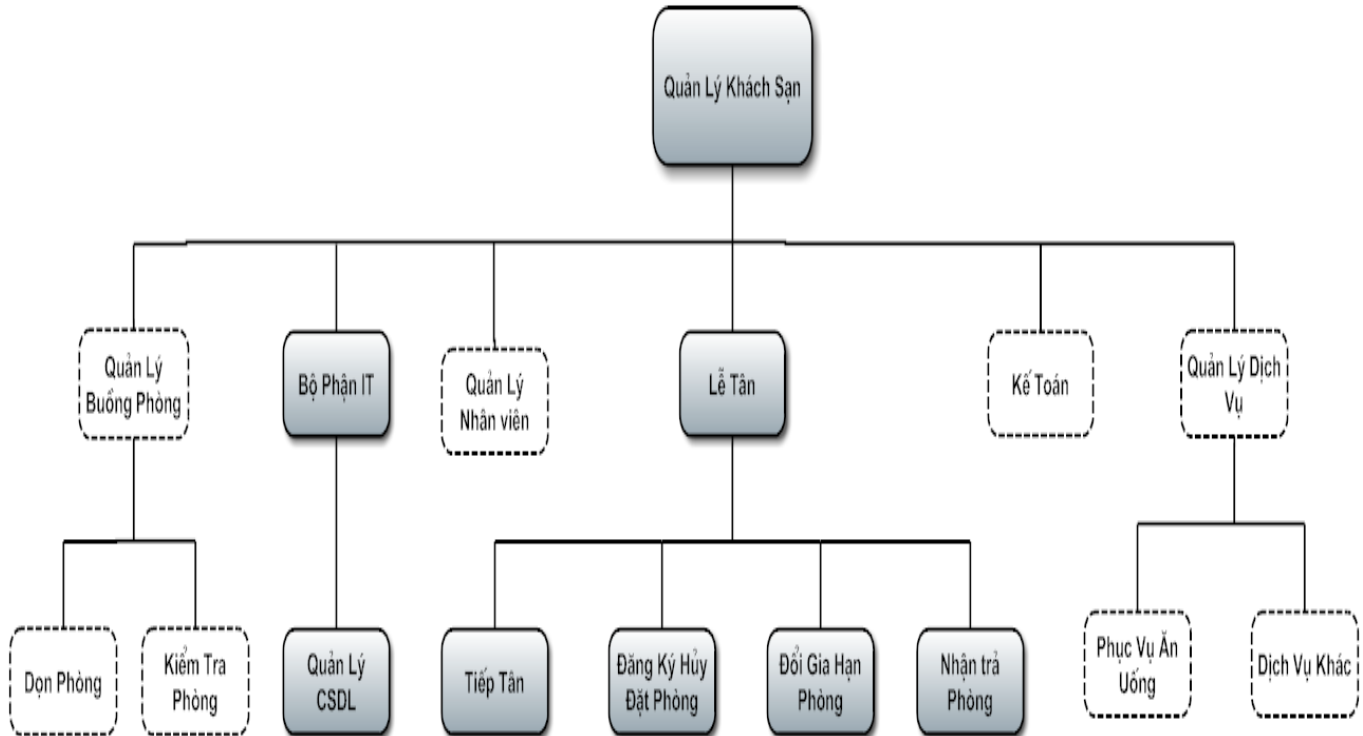 Quản Lý Khách Sạn
Quản Lý
Buồng Phòng
Bộ Phận IT
Quản Lý
Nhân viên
Lễ Tân
Kế Toán
Quản Lý Dịch
Vụ
Dọn Phòng
Kiểm Tra
Phòng
Quản Lý
CSDL
Tiếp Tân
Đăng Ký Hủy
Đặt Phòng
Đổi Gia Hạn
Phòng
Nhận trả
Phòng
Phục Vụ Ăn
Uống
Dịch Vụ Khác